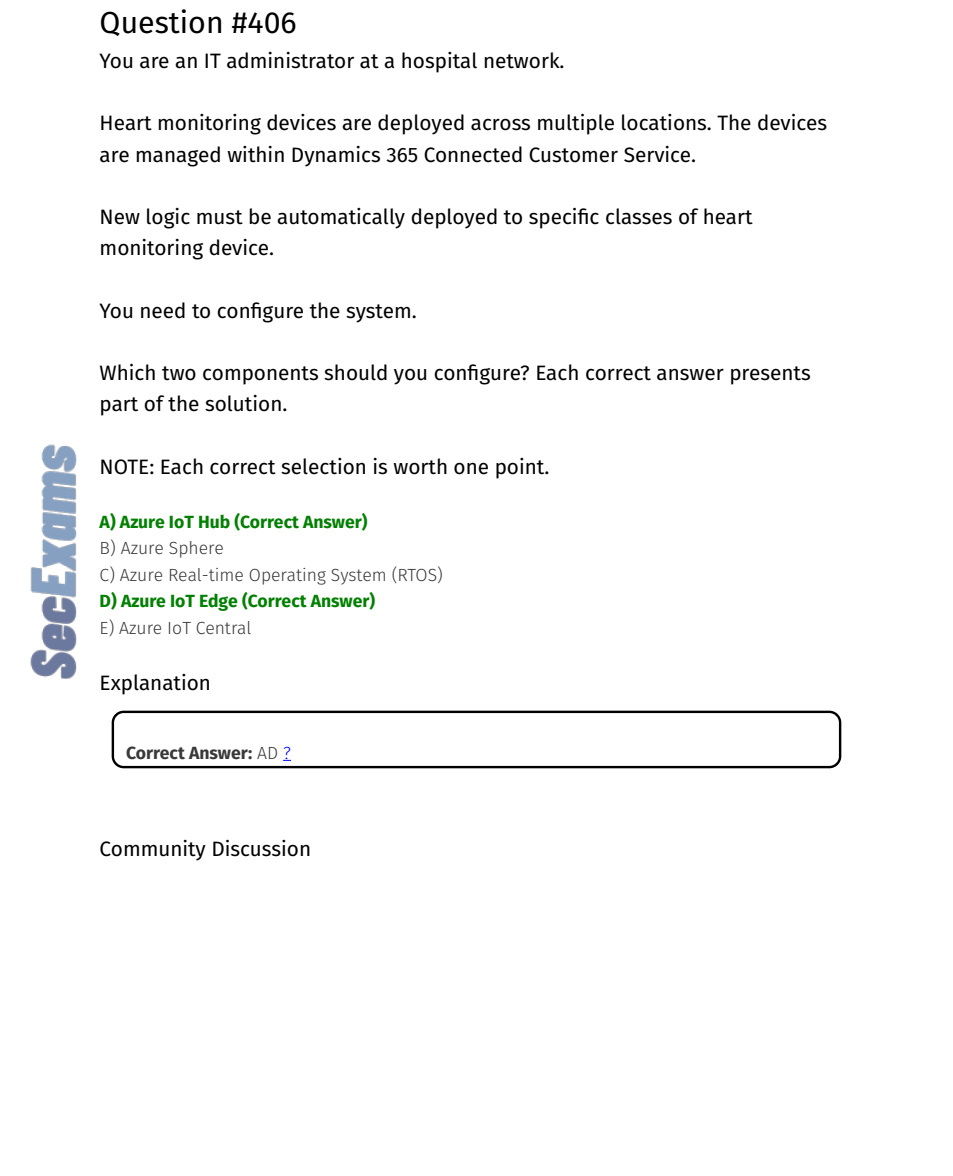 Question #406
You are an IT administrator at a hospital network.
Heart monitoring devices are deployed across multiple locations. The devices
are managed within Dynamics 365 Connected Customer Service.
New logic must be automatically deployed to specific classes of heart
monitoring device.
You need to configure the system.
Which two components should you configure? Each correct answer presents
part of the solution.
NOTE: Each correct selection is worth one point.
SecExams
A) Azure IoT Hub (Correct Answer)
B) Azure Sphere
C) Azure Real-time Operating System (RTOS)
D) Azure IoT Edge (Correct Answer)
E) Azure IoT Central
Explanation
Correct Answer: AD ?
Community Discussion